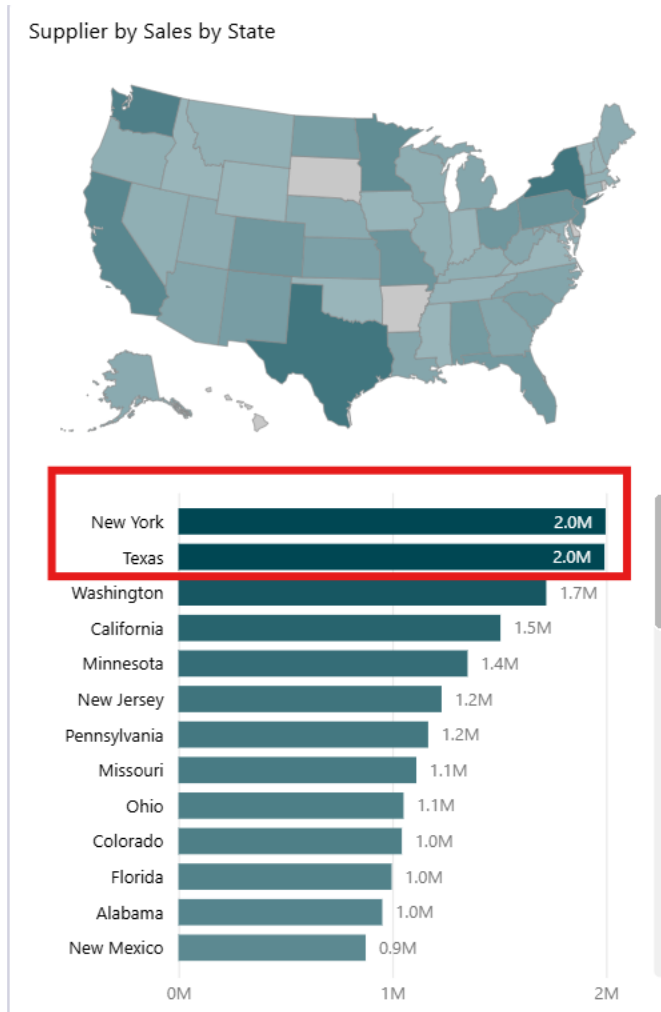 Supplier by Sales by State
New York 2.0M
Texas 2.0M
Washington 1.7M
California 1.5M
Minnesota 1.4M
New Jersey 1.2M
Pennsylvania 1.2M
Missouri 1.1M
Ohio 1.1M
Colorado 1.0M
Florida 1.0M
Alabama 1.0M
New Mexico 0.9M
0M 1M 2M